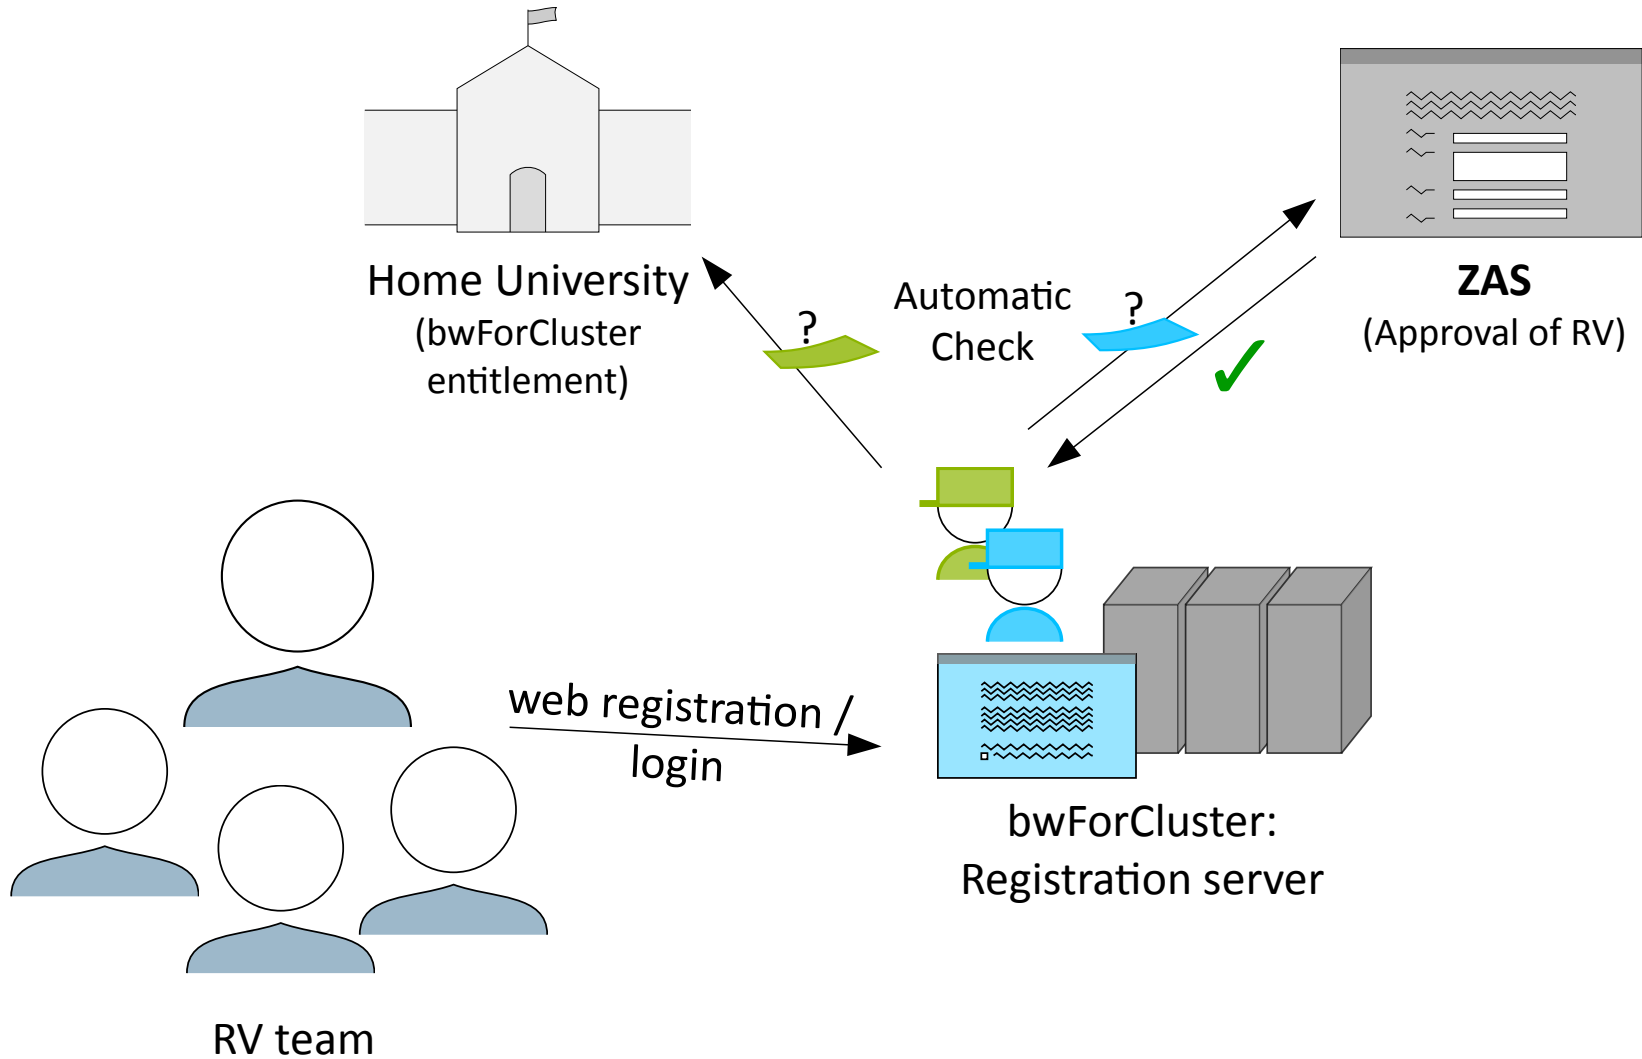 Home University
(bwForCluster
entitlement)
?
Automatic
Check
?
ZAS
(Approval of RV)
✓
web registration /
login
bwForCluster:
Registration server
RV team